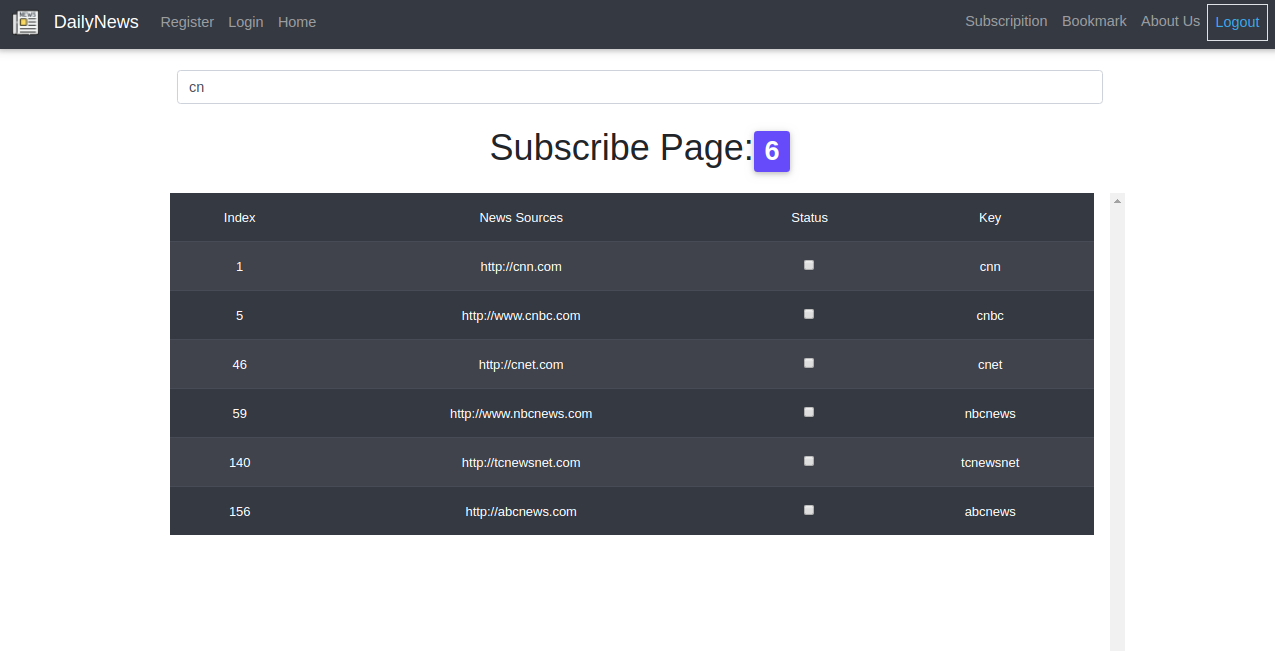 DailyNews Register Login Home Subscripition Bookmark About Us Logout
cn
Subscribe Page: 6
Index News Sources Status Key
1 http://cnn.com cnn
5 http://www.cnbc.com cnbc
46 http://cnet.com cnet
59 http://www.nbcnews.com nbcnews
140 http://tcnewsnet.com tcnewsnet
156 http://abcnews.com abcnews